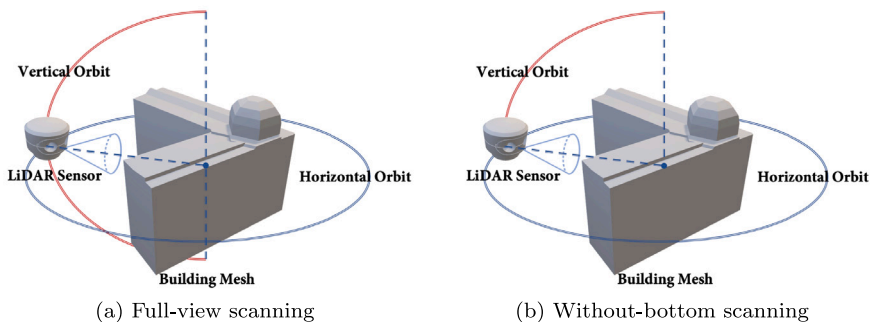 Vertical Orbit
LiDAR Sensor
Horizontal Orbit
Building Mesh
(a) Full-view scanning
Vertical Orbit
LiDAR Sensor
Horizontal Orbit
Building Mesh
(b) Without-bottom scanning